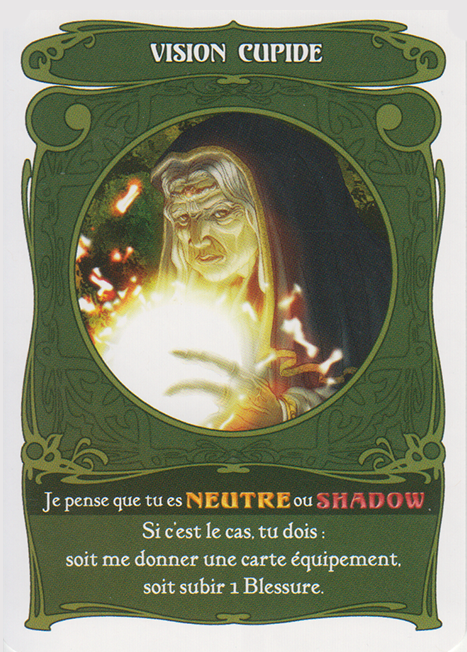 VISION CUPIDE
Je pense que tu es NEUTRE ou SHADOW.
Si c'est le cas, tu dois :
soit me donner une carte équipement,
soit subir 1 Blessure.